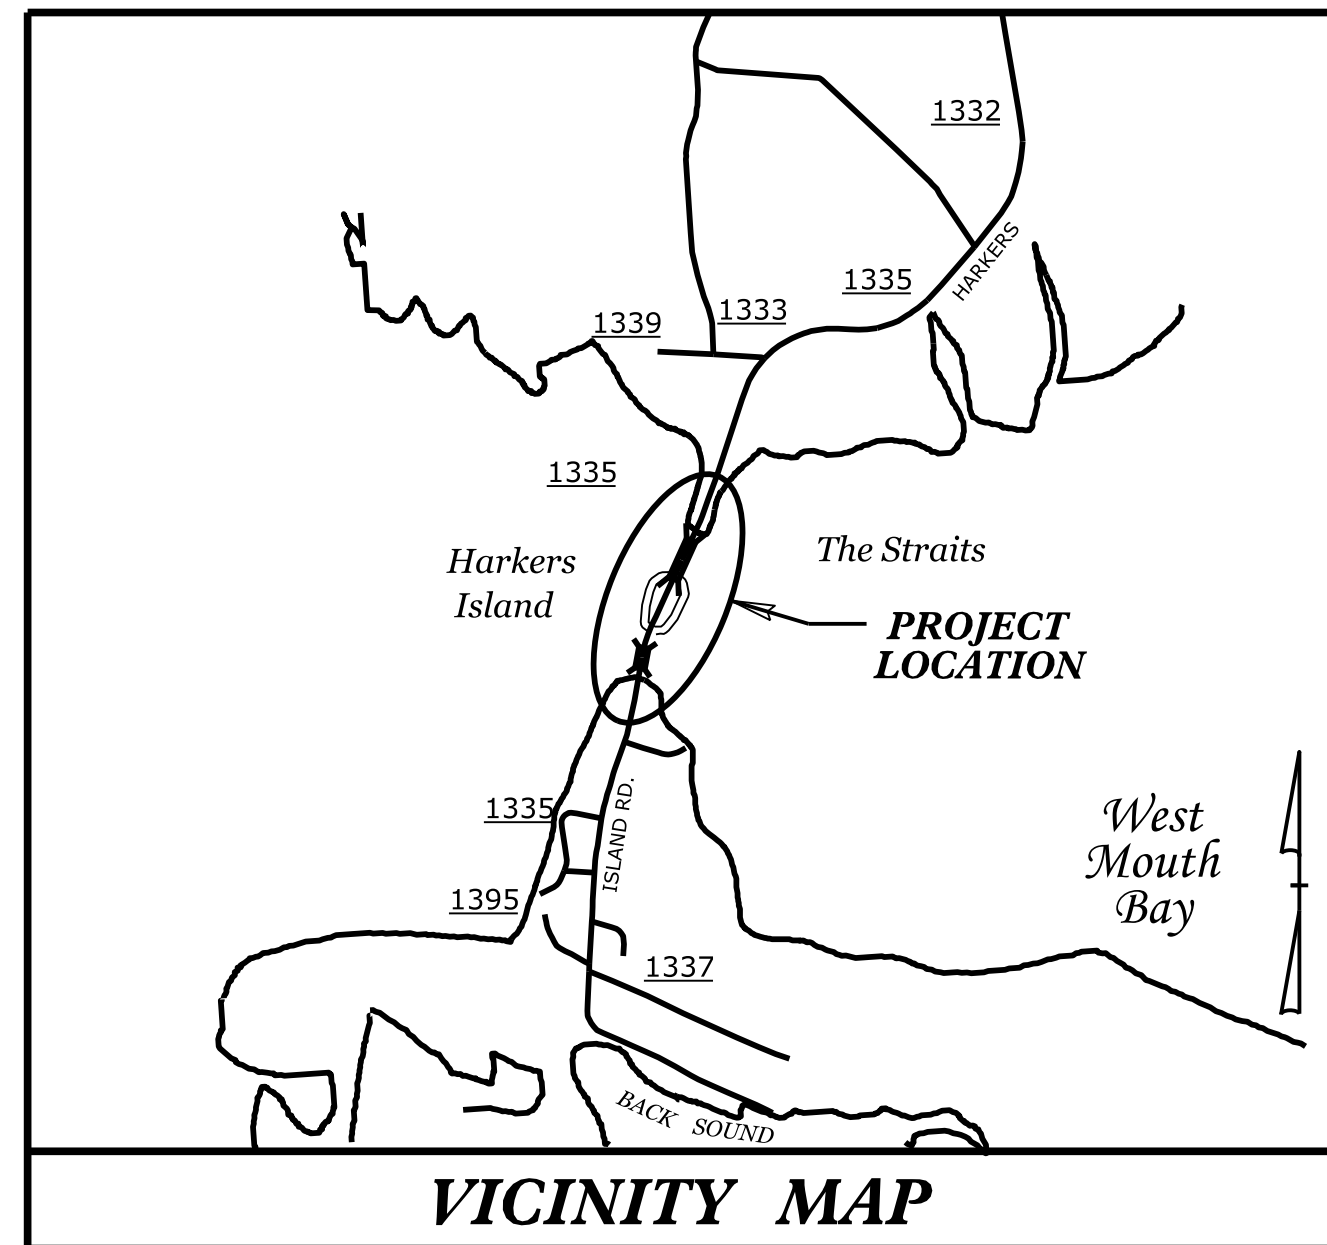 1332
HARKERS
1335
1333
1339
1335
Harkers
Island
The Straits
PROJECT
LOCATION
1335
ISLAND RD.
West
Mouth
Bay
1395
1337
BACK SOUND
VICINITY MAP